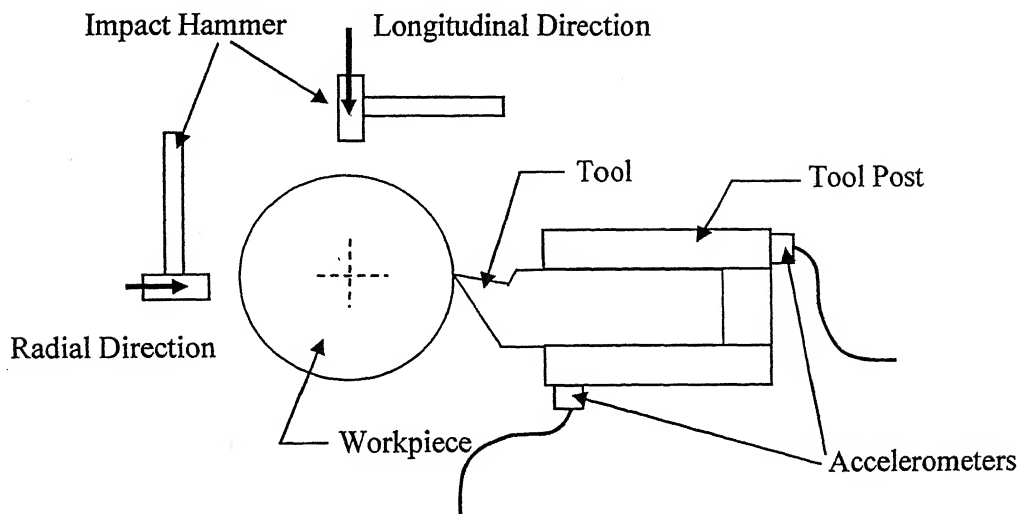 Impact Hammer
Longitudinal Direction
Tool
Tool Post
Radial Direction
Workpiece
Accelerometers